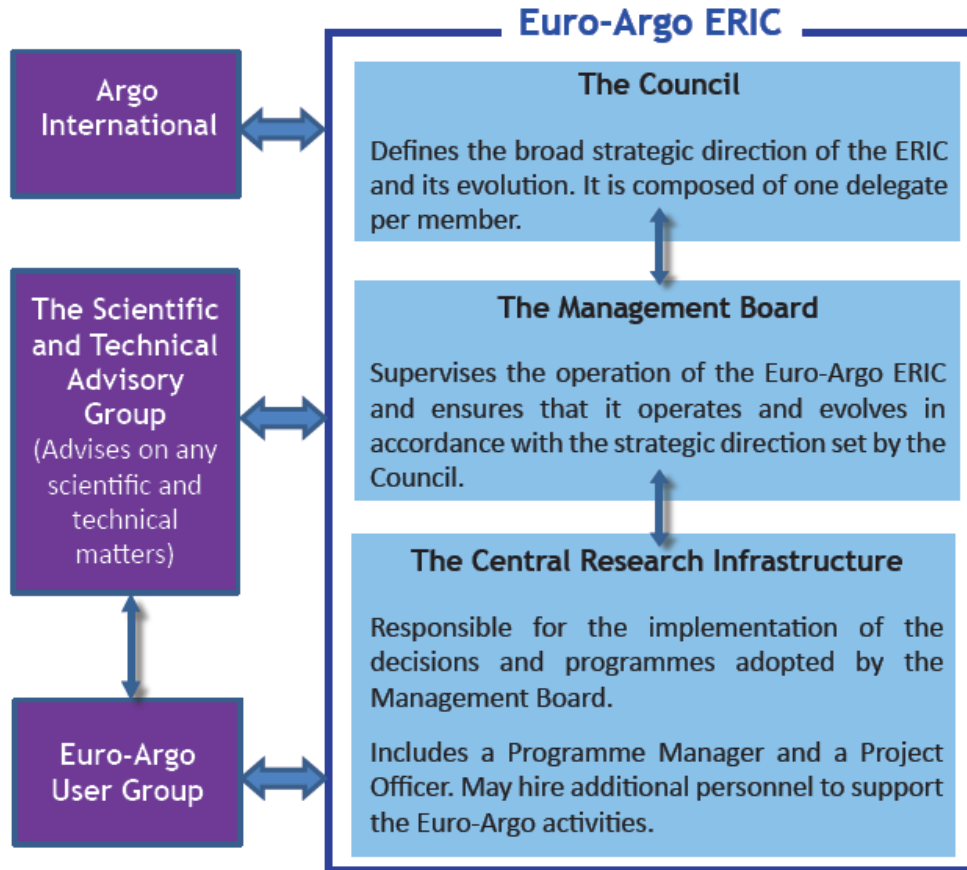 Euro-Argo ERIC
Argo
International
The Council
Defines the broad strategic direction of the ERIC
and its evolution. It is composed of one delegate
per member.
The Scientific
and Technical
Advisory
Group
(Advises on any
scientific and
technical
matters)
The Management Board
Supervises the operation of the Euro-Argo ERIC
and ensures that it operates and evolves in
accordance with the strategic direction set by the
Council.
Euro-Argo
User Group
The Central Research Infrastructure
Responsible for the implementation of the
decisions and programmes adopted by the
Management Board.
Includes a Programme Manager and a Project
Officer. May hire additional personnel to support
the Euro-Argo activities.